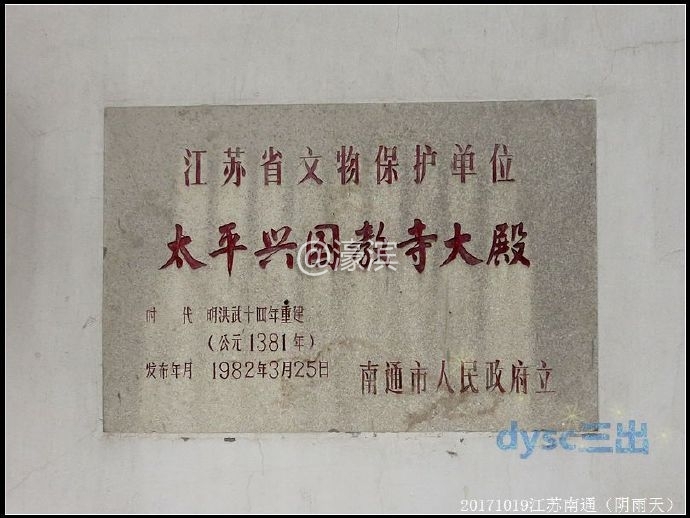 江苏省文物保护单位
太平兴国教寺大殿
时 代 明洪武十四年重建
(公元1381年)
发布年月 1982年3月25日
南通市人民政府立
@豪族
dysc三出
20171019江苏南通(阴雨天)